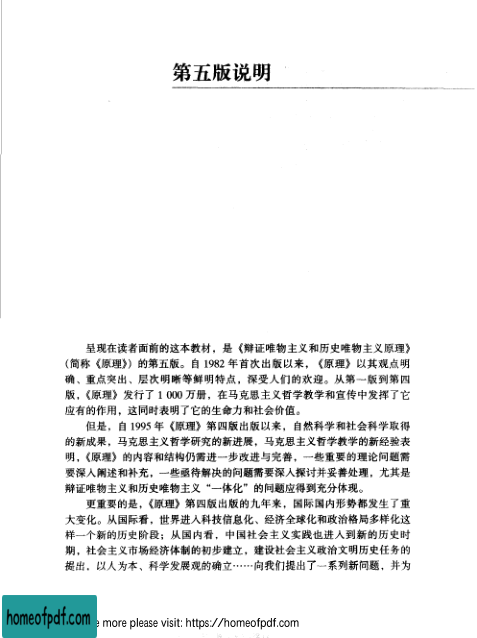 第五版说明
呈现在读者面前的这本教材，是《辩证唯物主义和历史唯物主义原理》
(简称《原理》) 的第五版。自 1982 年首次出版以来，《原理》以其观点明
确、重点突出、层次明晰等鲜明特点，深受人们的欢迎。从第一版到第四
版，《原理》发行了 1 000 万册，在马克思主义哲学教学和宣传中发挥了它
应有的作用，这同时表明了它的生命力和社会价值。
但是，自 1995 年《原理》第四版出版以来，自然科学和社会科学取得
的新成果，马克思主义哲学研究的新进展，马克思主义哲学教学的新经验表
明，《原理》的内容和结构仍需进一步改进与完善，一些重要的理论问题需
要深入阐述和补充，一些亟待解决的问题需要深入探讨并妥善处理，尤其是
辩证唯物主义和历史唯物主义“一体化”的问题应得到充分体现。
更重要的是，《原理》第四版出版的九年来，国际国内形势都发生了重
大变化。从国际看，世界进入科技信息化、经济全球化和政治格局多样化这
样一个新的历史阶段；从国内看，中国社会主义实践也进入到新的历史时
期，社会主义市场经济体制的初步建立，建设社会主义政治文明历史任务的
提出，以人为本、科学发展观的确立……向我们提出了一系列新问题，并为
homeofpdf.com
e more please visit: https://homeofpdf.com